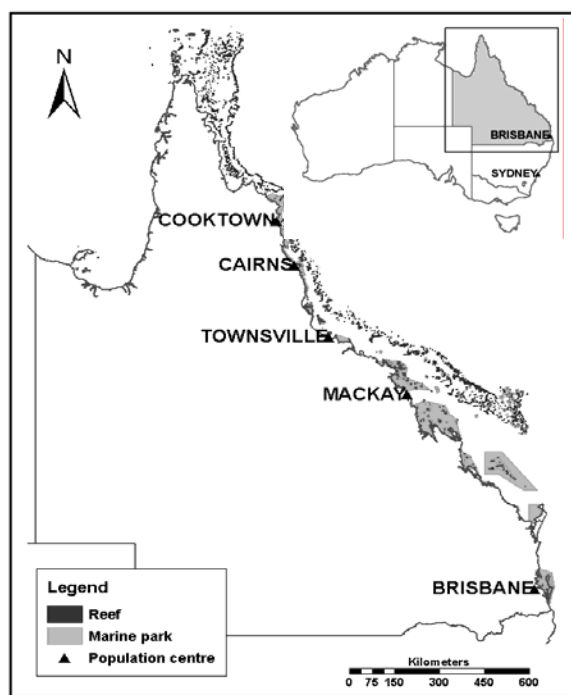 N
BRISBANE
SYDNEY
COOKTOWN
CAIRNS
TOWNSVILLE
MACKAY
BRISBANE
Legend
Reef
Marine park
Population centre
Kilometers
0 75 150 300 450 600